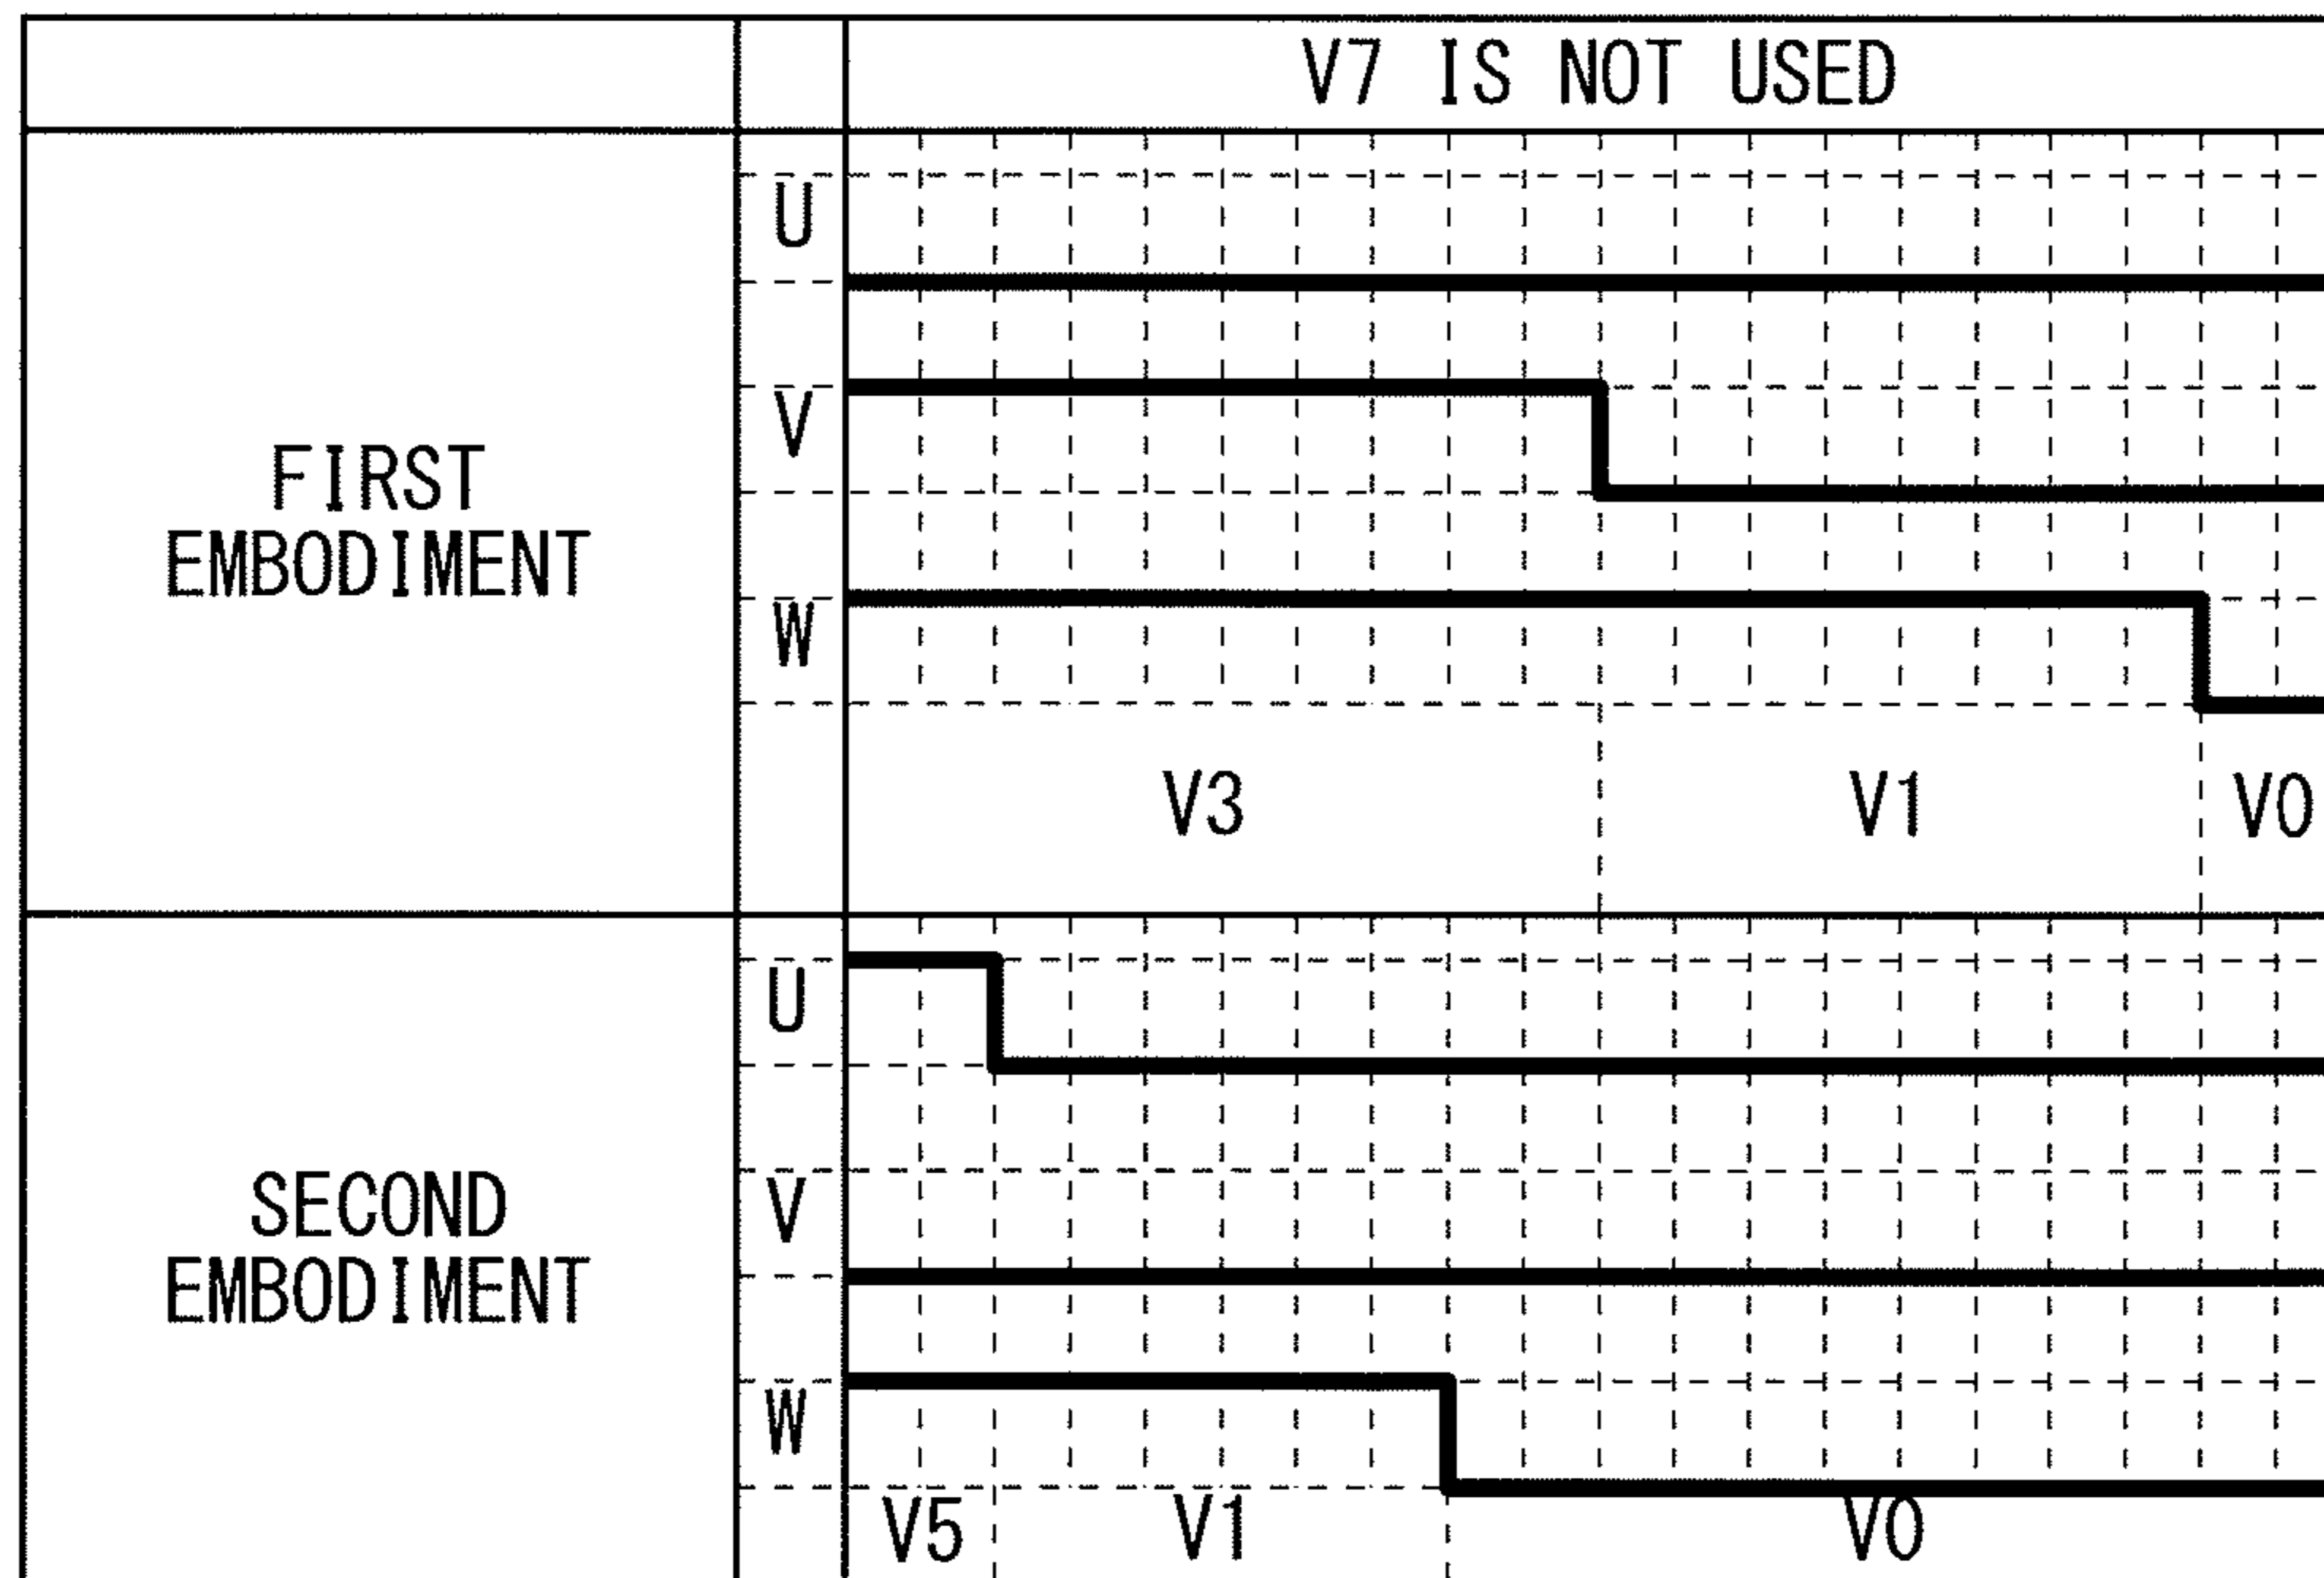 V7 IS NOT USED
U
V
FIRST
EMBODIMENT
W
V3 V1 V0
U
V
SECOND
EMBODIMENT
W
V5 V1 V0